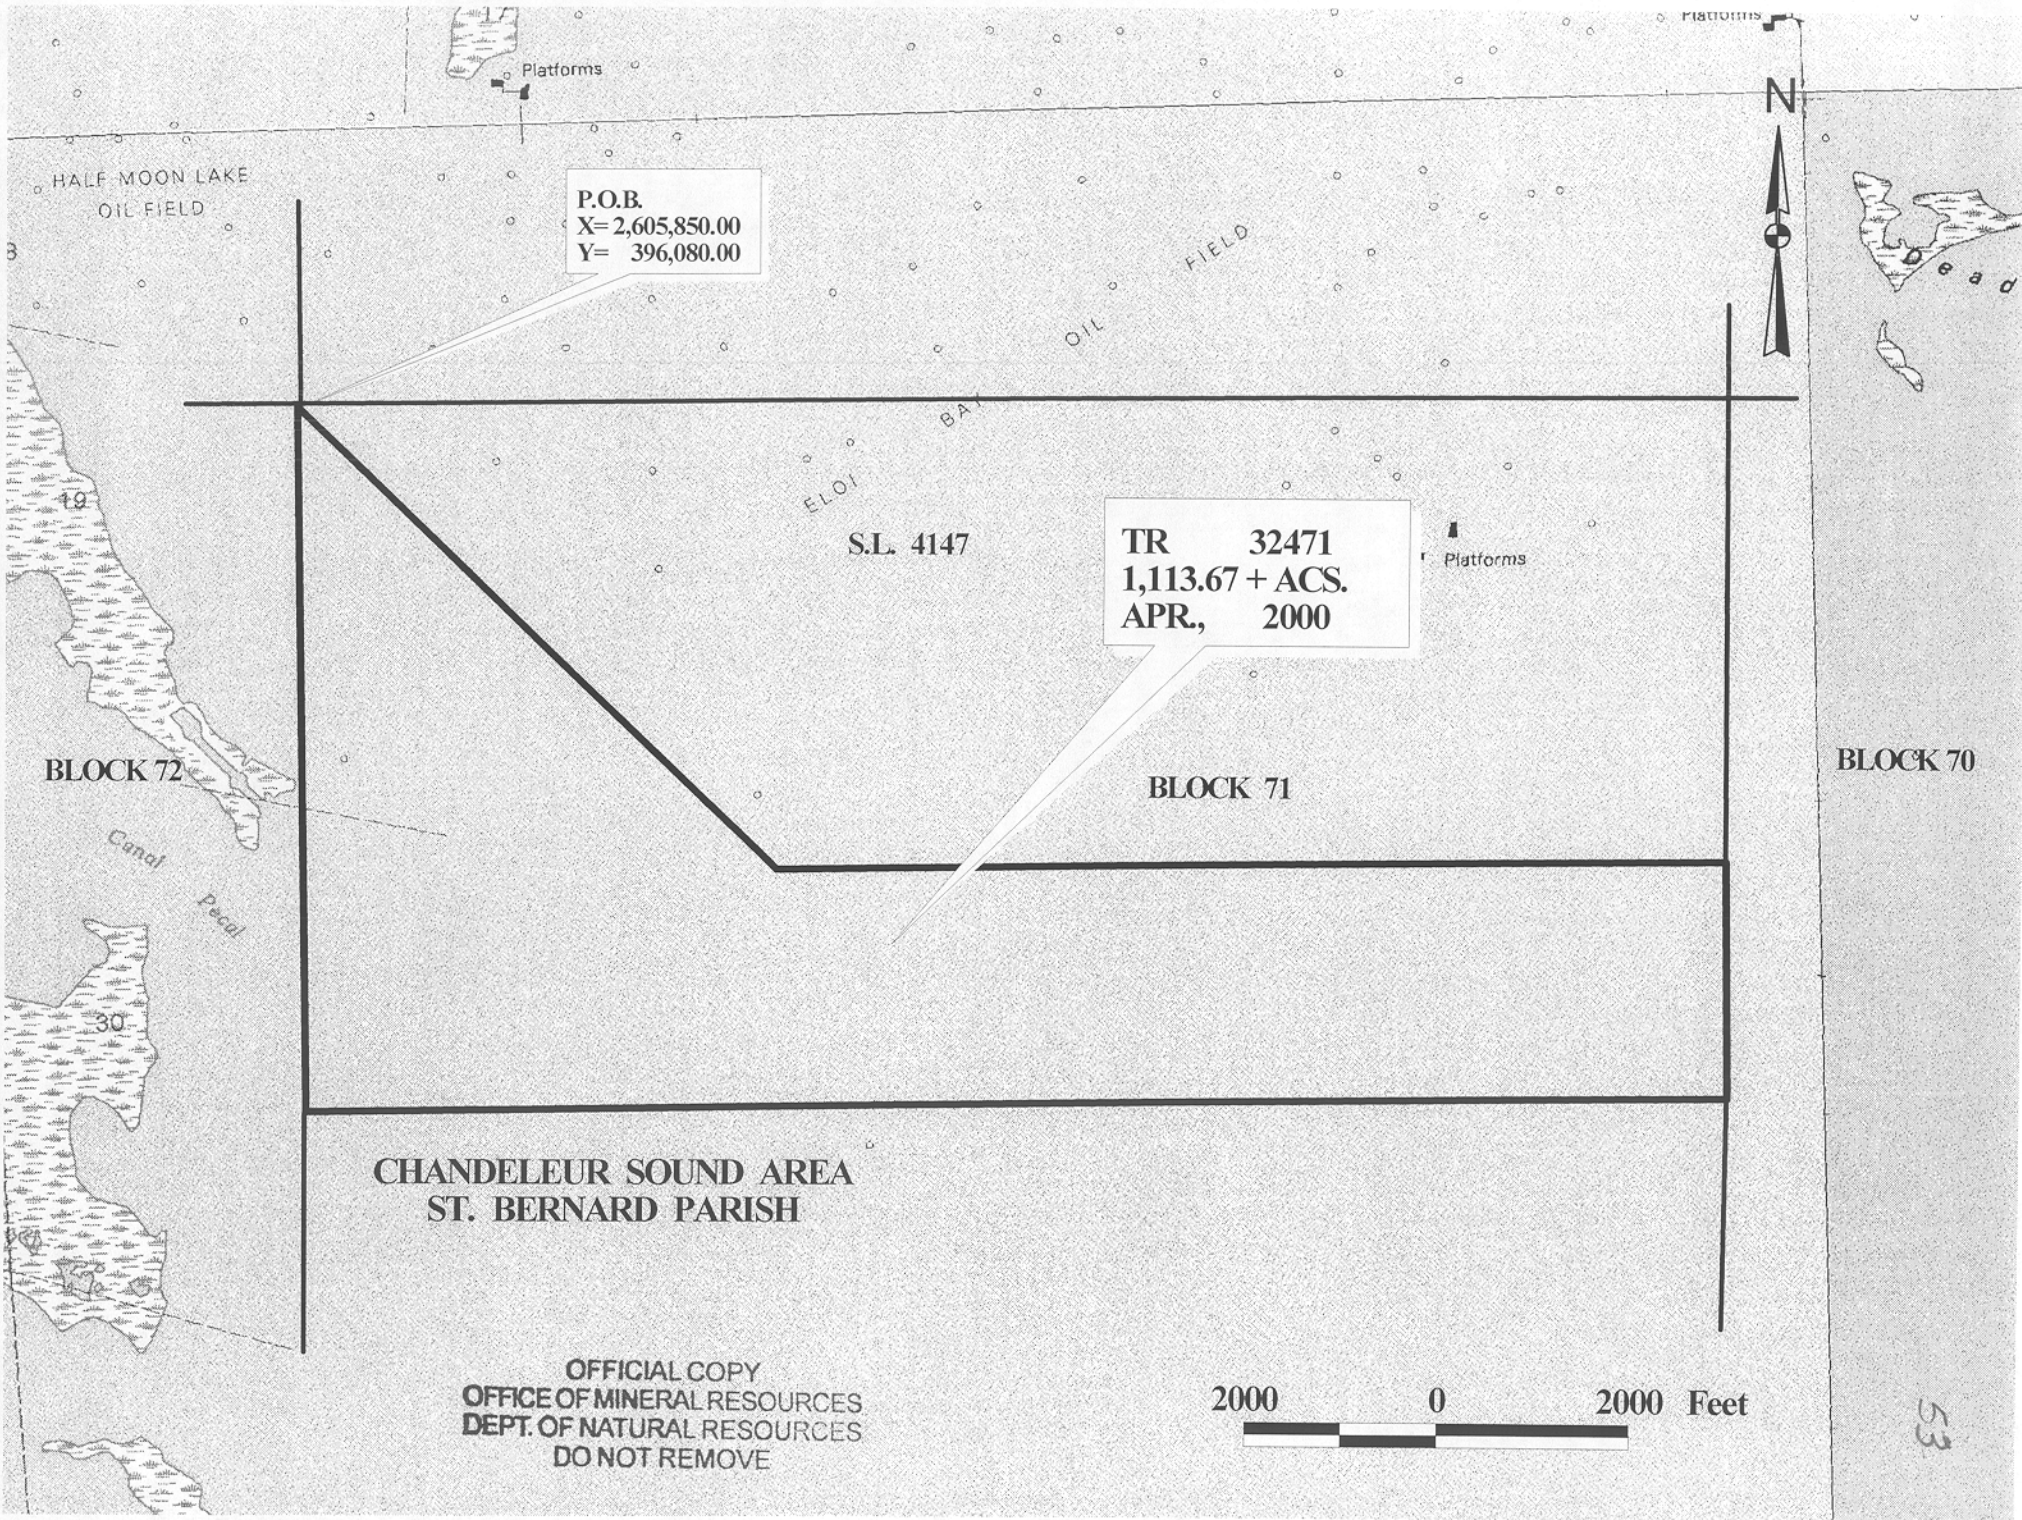 17
Platforms
Platforms
N
HALF MOON LAKE
OIL FIELD
P.O.B.
X= 2,605,850.00
Y= 396,080.00
ELOI BAY OIL FIELD
Dead
19
S.L. 4147
TR 32471
1,113.67 + ACS.
APR., 2000
Platforms
BLOCK 72
BLOCK 71
BLOCK 70
Canal
Pecal
30
CHANDELEUR SOUND AREA
ST. BERNARD PARISH
OFFICIAL COPY
OFFICE OF MINERAL RESOURCES
DEPT. OF NATURAL RESOURCES
DO NOT REMOVE
2000 0 2000 Feet
53